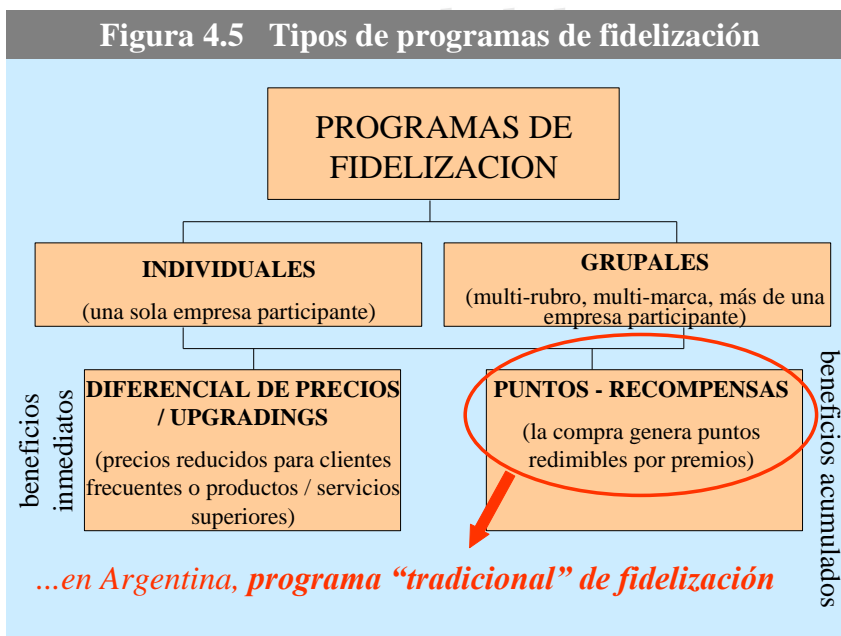 Figura 4.5 Tipos de programas de fidelización
PROGRAMAS DE
FIDELIZACION
INDIVIDUALES
(una sola empresa participante)
GRUPALES
(multi-rubro, multi-marca, más de una
empresa participante)
beneficios
inmediatos
DIFERENCIAL DE PRECIOS
/ UPGRADINGS
(precios reducidos para clientes
frecuentes o productos / servicios
superiores)
PUNTOS - RECOMPENSAS
(la compra genera puntos
redimibles por premios)
beneficios acumulados
...en Argentina, programa “tradicional” de fidelización